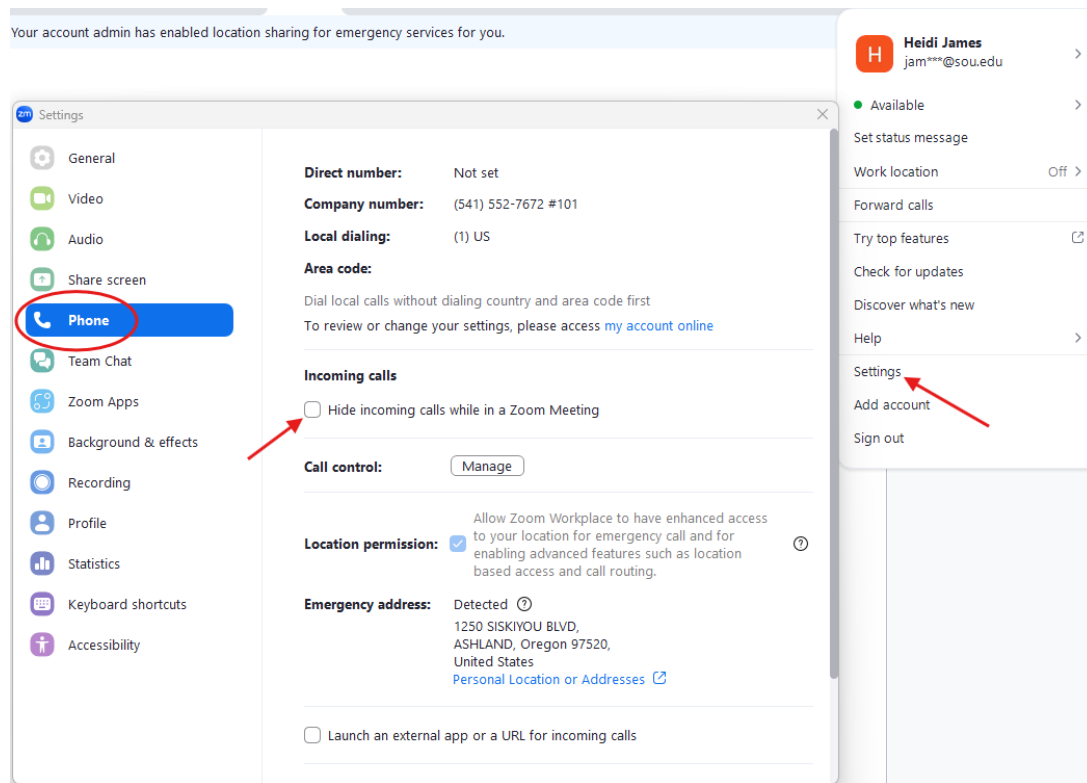 Your account admin has enabled location sharing for emergency services for you.
zm Settings
General
Video
Audio
Share screen
Phone
Team Chat
Zoom Apps
Background & effects
Recording
Profile
Statistics
Keyboard shortcuts
Accessibility
Direct number: Not set
Company number: (541) 552-7672 #101
Local dialing: (1) US
Area code:
Dial local calls without dialing country and area code first
To review or change your settings, please access my account online
Incoming calls
Hide incoming calls while in a Zoom Meeting
Call control: Manage
Location permission: Allow Zoom Workplace to have enhanced access
to your location for emergency call and for
enabling advanced features such as location
based access and call routing.
Emergency address: Detected
1250 SISKIYOU BLVD,
ASHLAND, Oregon 97520,
United States
Personal Location or Addresses
Launch an external app or a URL for incoming calls
H
Heidi James
jam***@sou.edu
Available
Set status message
Work location Off
Forward calls
Try top features
Check for updates
Discover what's new
Help
Settings
Add account
Sign out